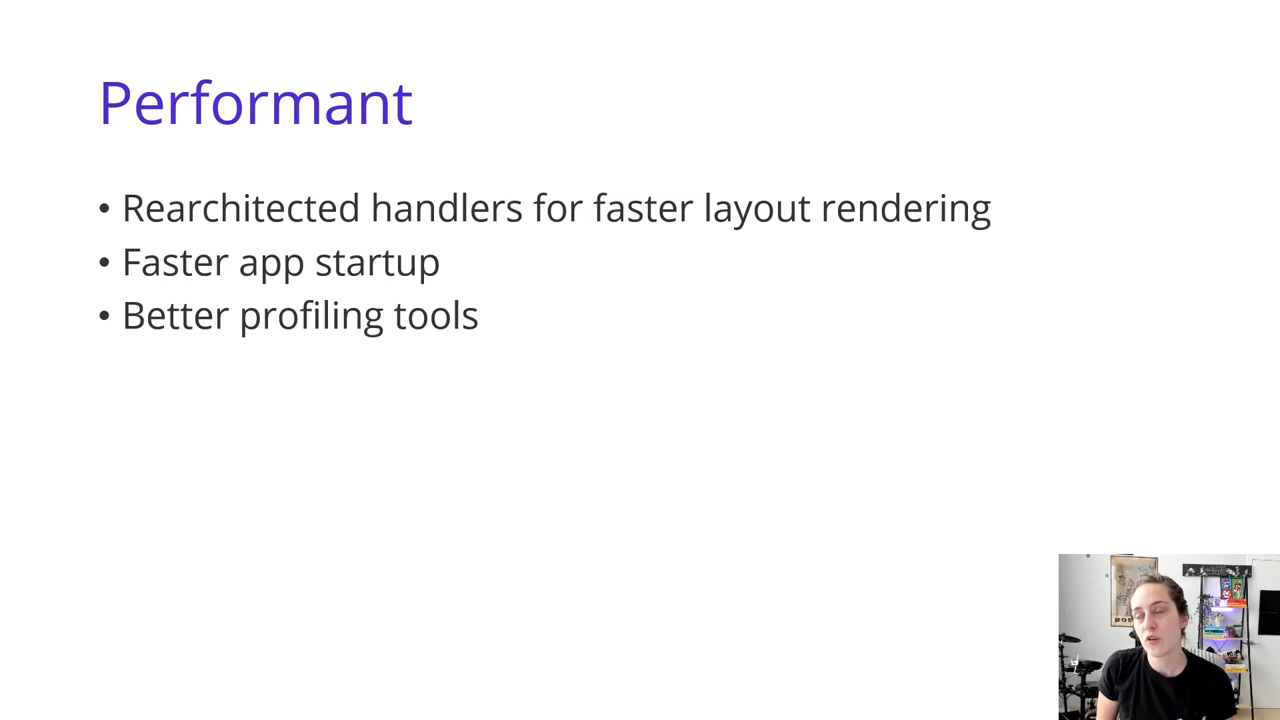 Performant
• Rearchitected handlers for faster layout rendering
• Faster app startup
• Better profiling tools